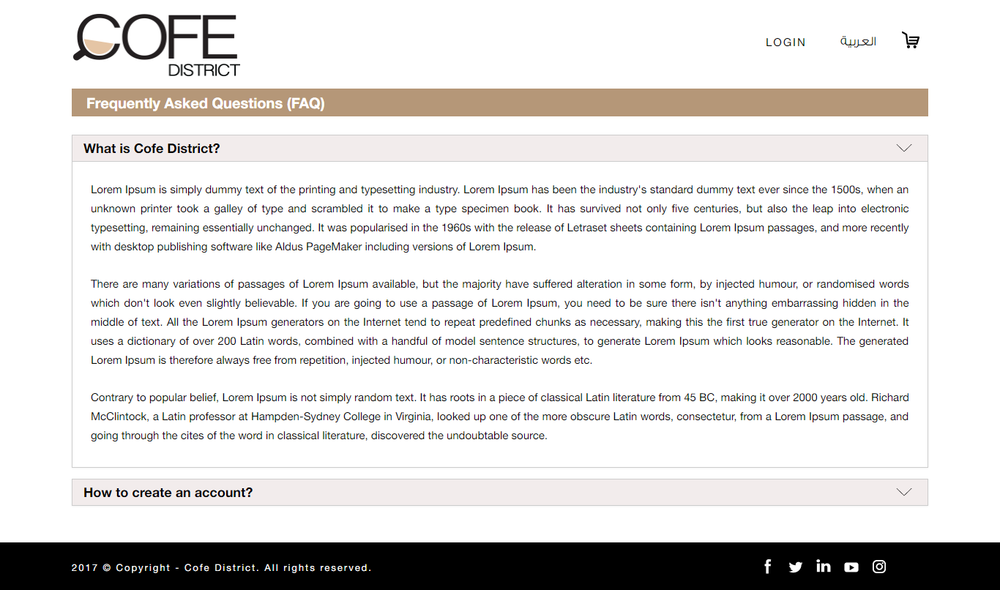 COFE
DISTRICT
LOGIN
العربية
Frequently Asked Questions (FAQ)
What is Cofe District?
Lorem Ipsum is simply dummy text of the printing and typesetting industry. Lorem Ipsum has been the industry's standard dummy text ever since the 1500s, when an
unknown printer took a galley of type and scrambled it to make a type specimen book. It has survived not only five centuries, but also the leap into electronic
typesetting, remaining essentially unchanged. It was popularised in the 1960s with the release of Letraset sheets containing Lorem Ipsum passages, and more recently
with desktop publishing software like Aldus PageMaker including versions of Lorem Ipsum.
There are many variations of passages of Lorem Ipsum available, but the majority have suffered alteration in some form, by injected humour, or randomised words
which don't look even slightly believable. If you are going to use a passage of Lorem Ipsum, you need to be sure there isn't anything embarrassing hidden in the
middle of text. All the Lorem Ipsum generators on the Internet tend to repeat predefined chunks as necessary, making this the first true generator on the Internet. It
uses a dictionary of over 200 Latin words, combined with a handful of model sentence structures, to generate Lorem Ipsum which looks reasonable. The generated
Lorem Ipsum is therefore always free from repetition, injected humour, or non-characteristic words etc.
Contrary to popular belief, Lorem Ipsum is not simply random text. It has roots in a piece of classical Latin literature from 45 BC, making it over 2000 years old. Richard
McClintock, a Latin professor at Hampden-Sydney College in Virginia, looked up one of the more obscure Latin words, consectetur, from a Lorem Ipsum passage, and
going through the cites of the word in classical literature, discovered the undoubtable source.
How to create an account?
2017 © Copyright - Cofe District. All rights reserved.